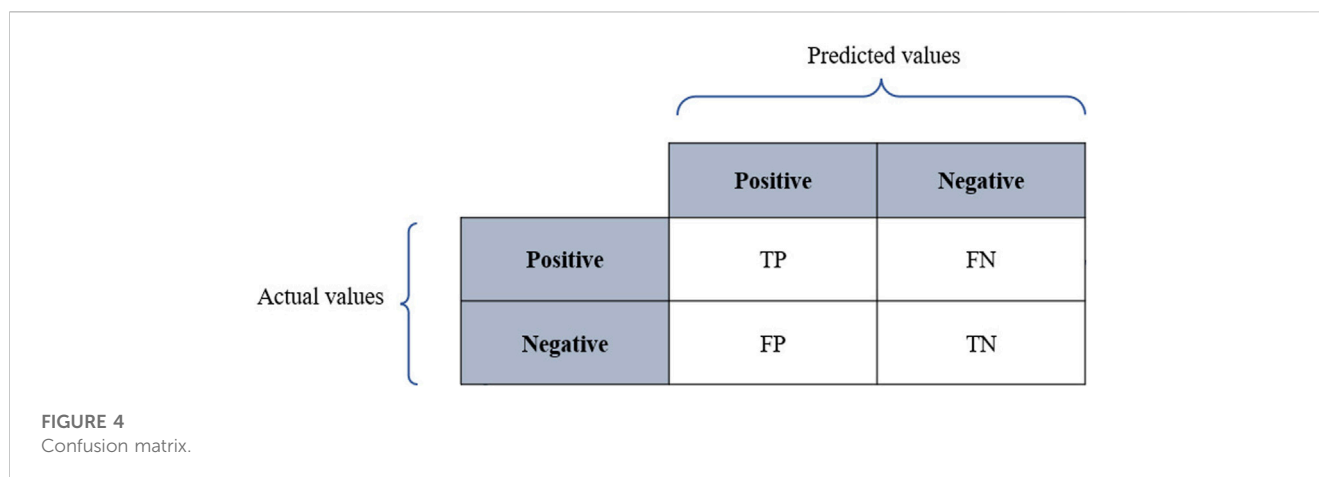 Predicted values
Positive Negative
Positive TP FN
Actual values
Negative FP TN
FIGURE 4
Confusion matrix.